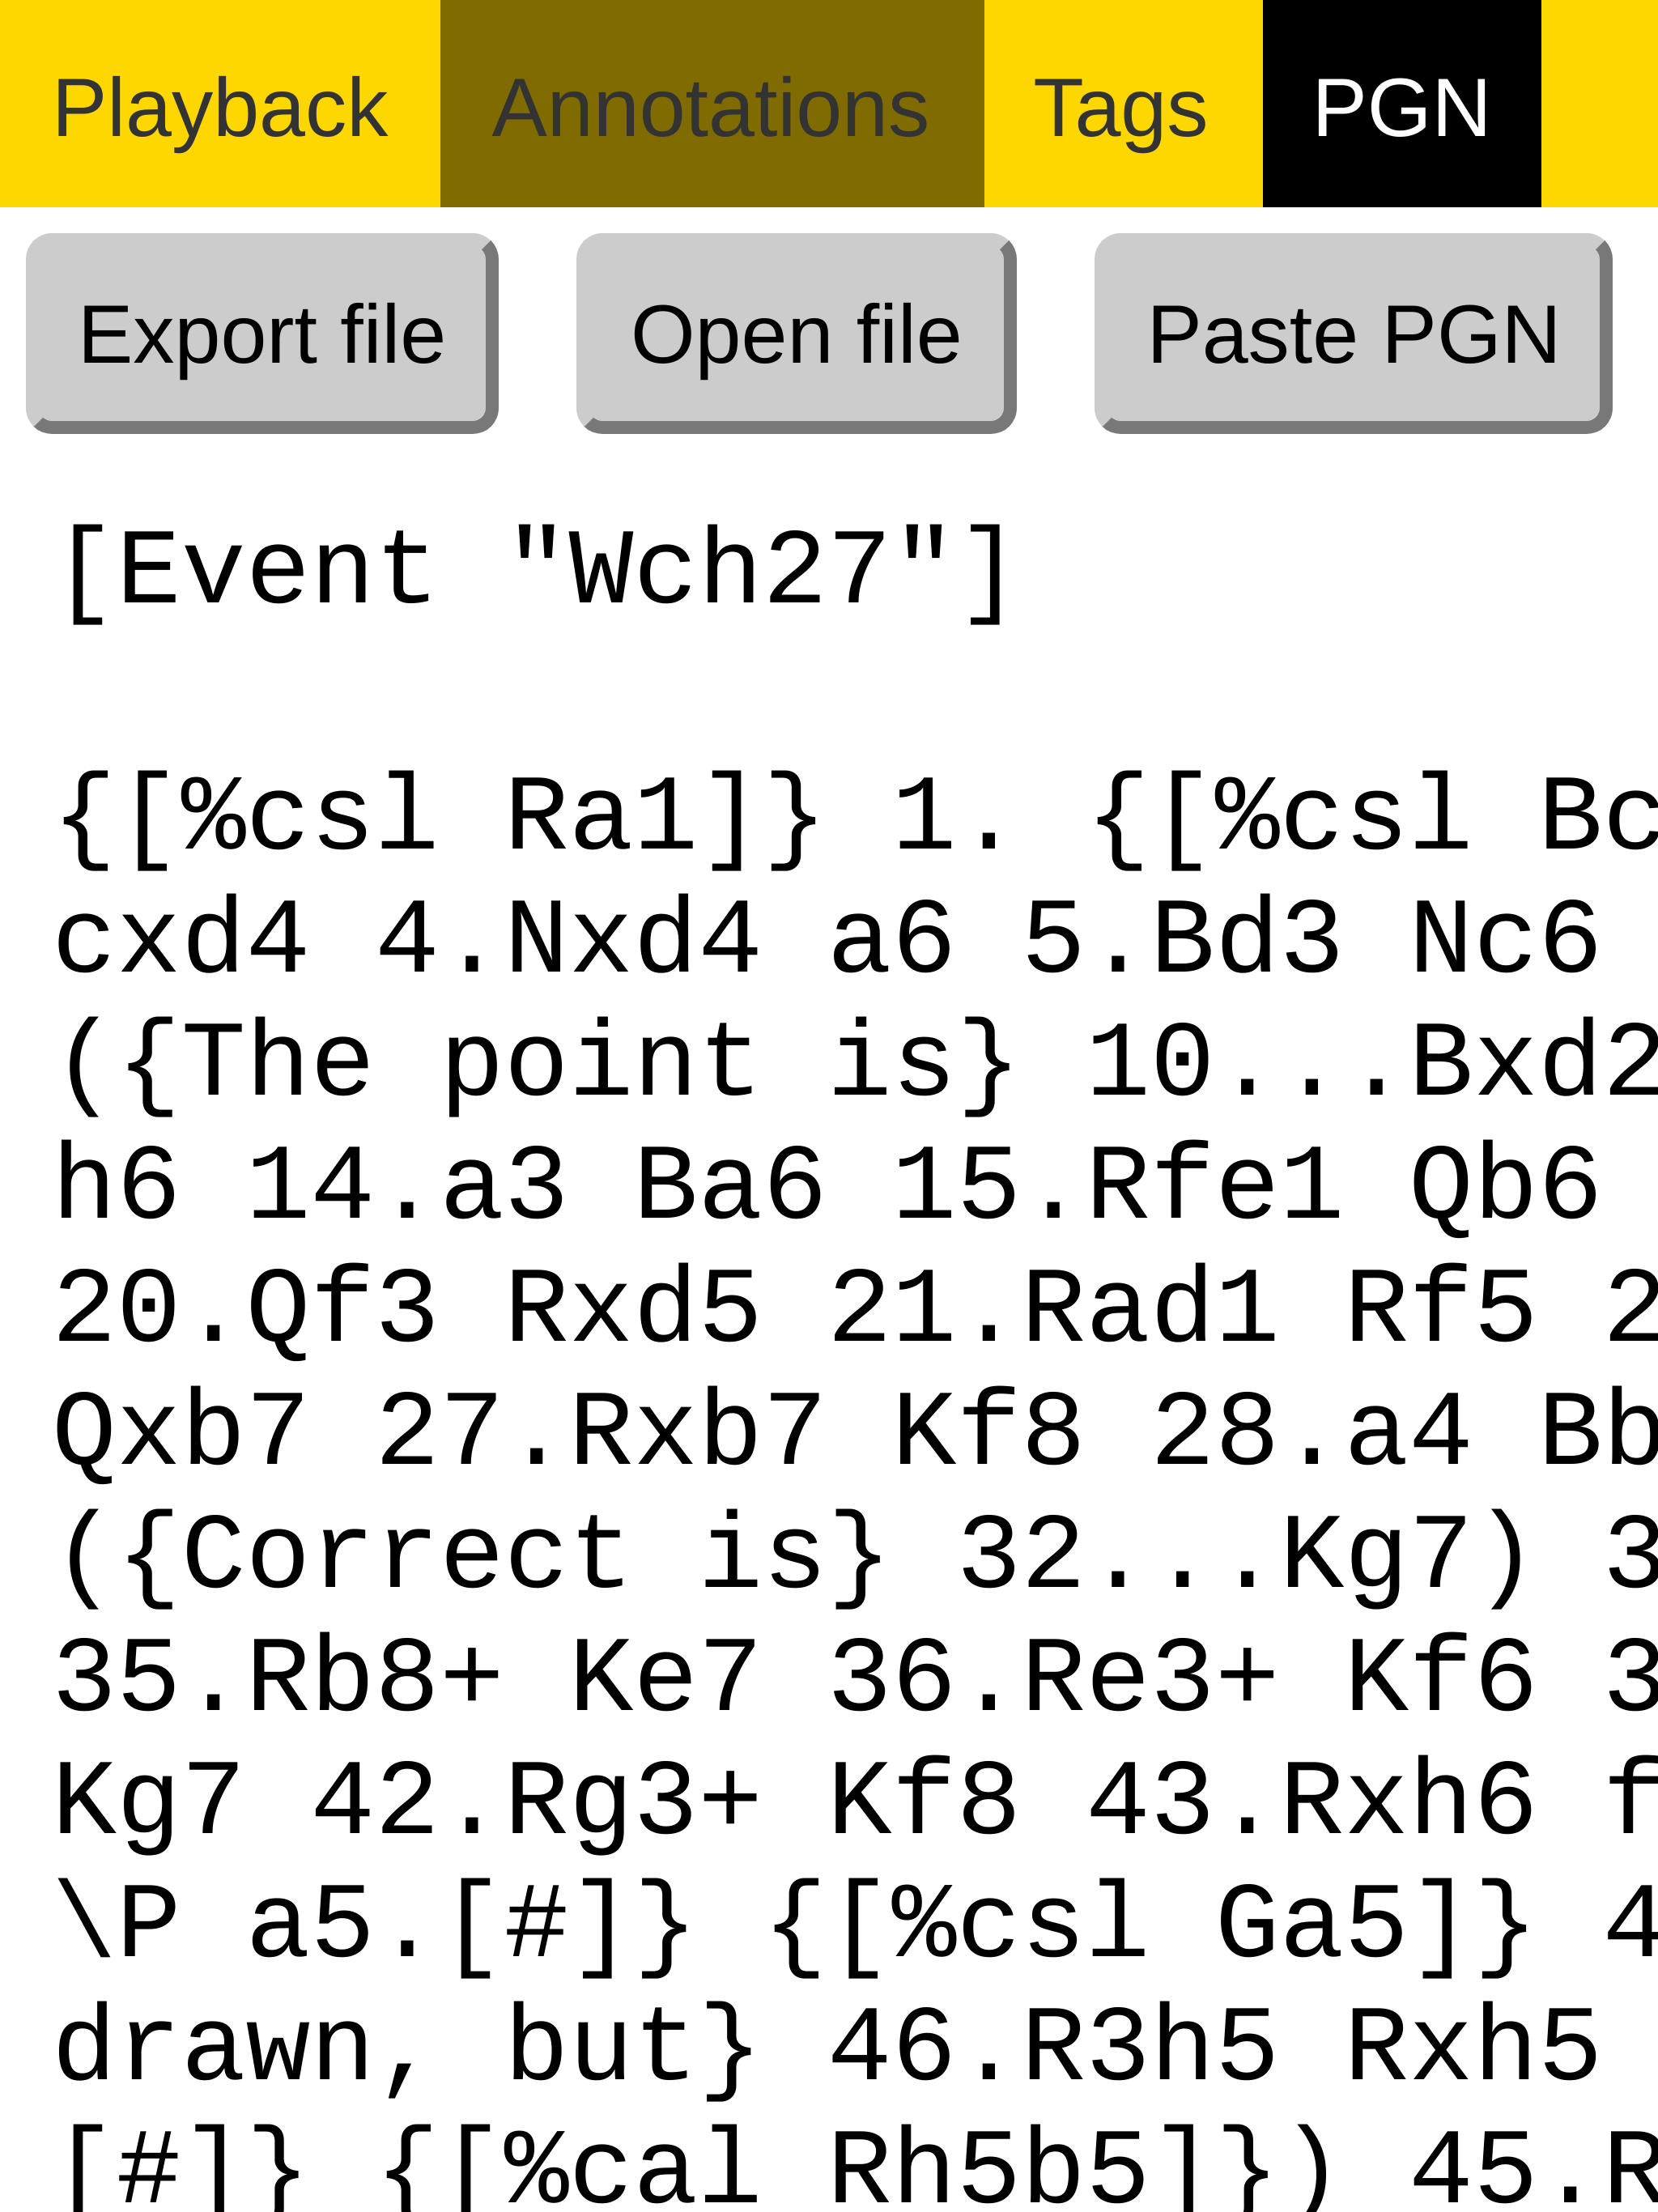 Playback Annotations Tags PGN
Export file Open file Paste PGN
[Event "Wch27"]
{[%csl Ra1]} 1. {[%csl Bc
cxd4 4.Nxd4 a6 5.Bd3 Nc6
({The point is} 10...Bxd2
h6 14.a3 Ba6 15.Rfe1 Qb6
20.Qf3 Rxd5 21.Rad1 Rf5 2
Qxb7 27.Rxb7 Kf8 28.a4 Bb
({Correct is} 32...Kg7) 3
35.Rb8+ Ke7 36.Re3+ Kf6 3
Kg7 42.Rg3+ Kf8 43.Rxh6 f
\P a5.[#]} {[%csl Ga5]} 4
drawn, but} 46.R3h5 Rxh5
[#]} {[%cal Rh5b5]}) 45.R